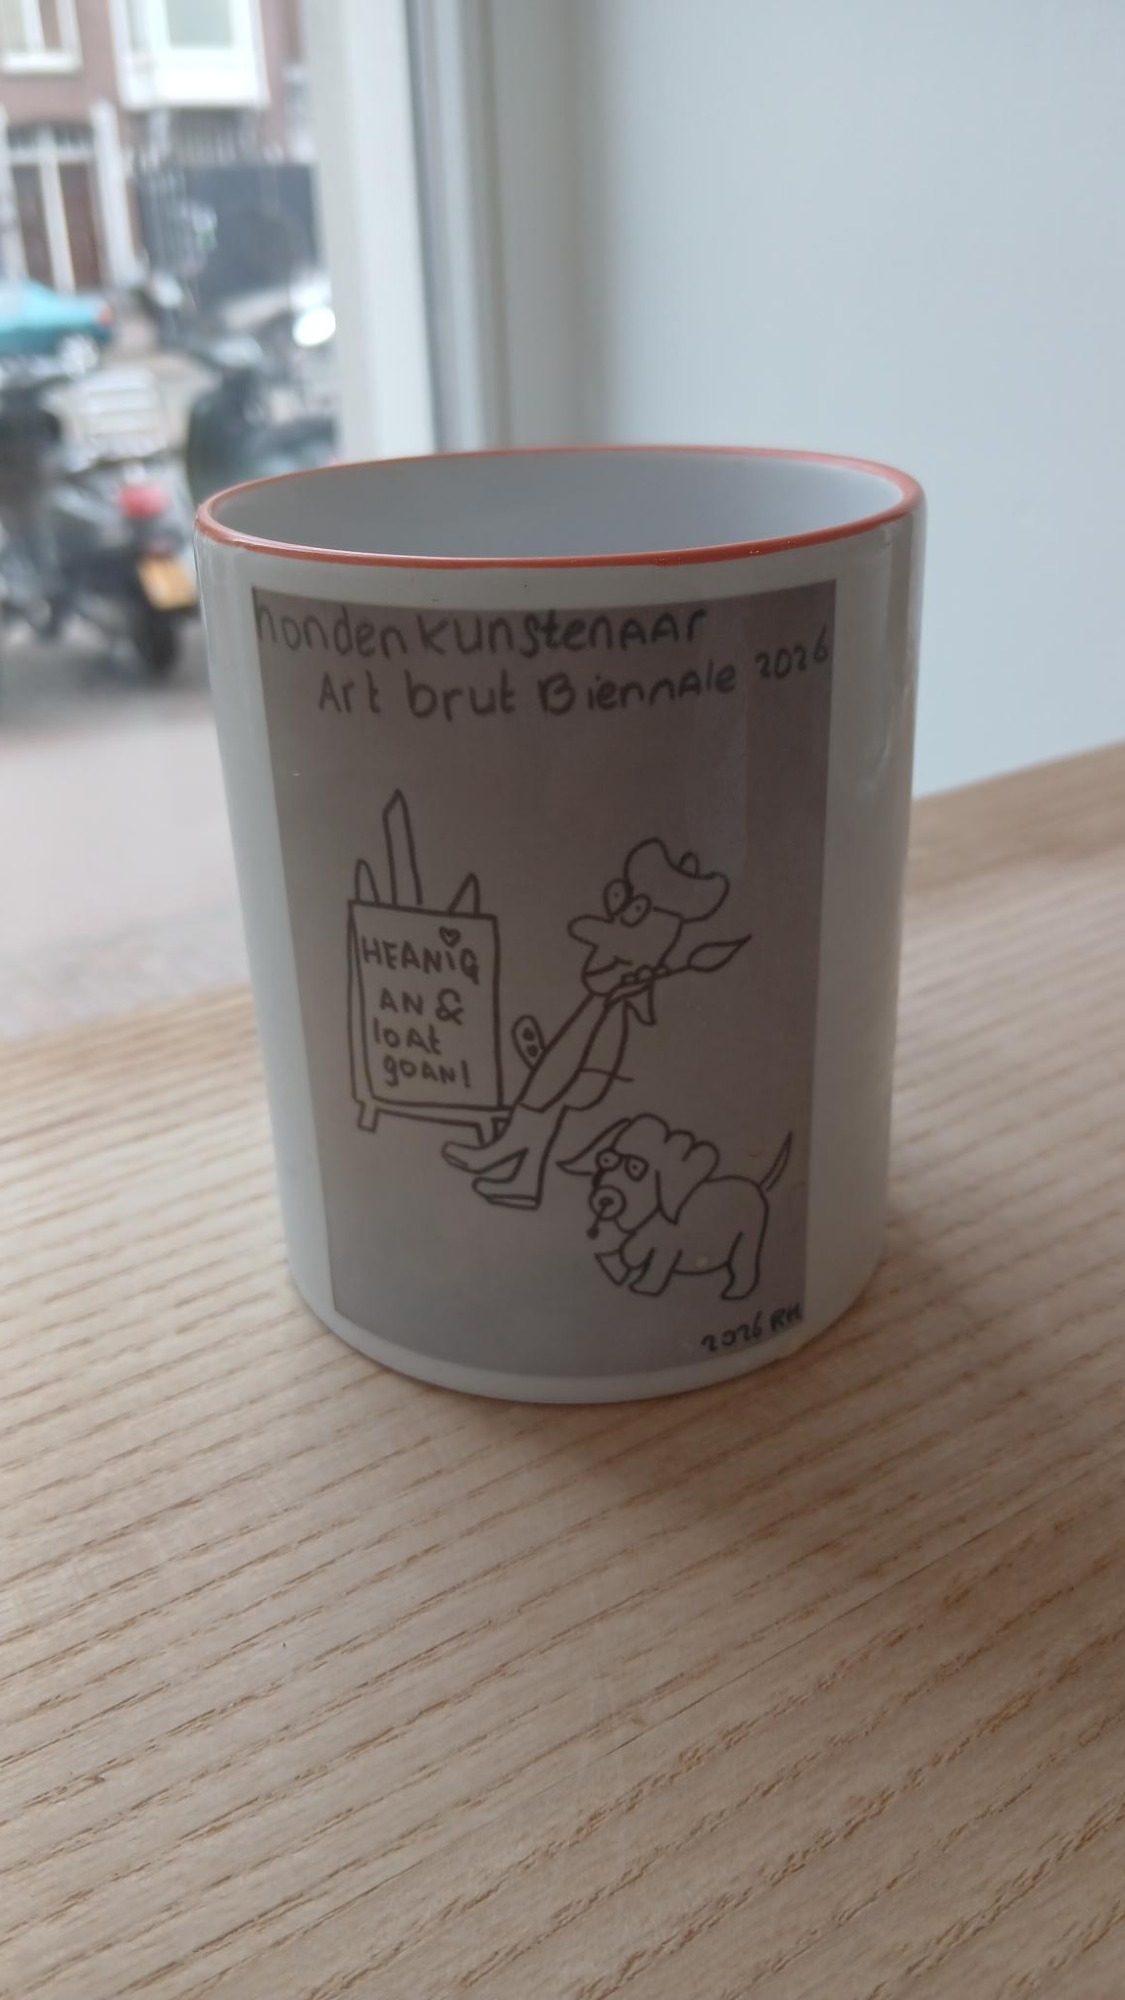 hondenkunstenAAr
Art brut BiennAle 2026
HEANiG
AN &
loAt
goAN!
2026 RH